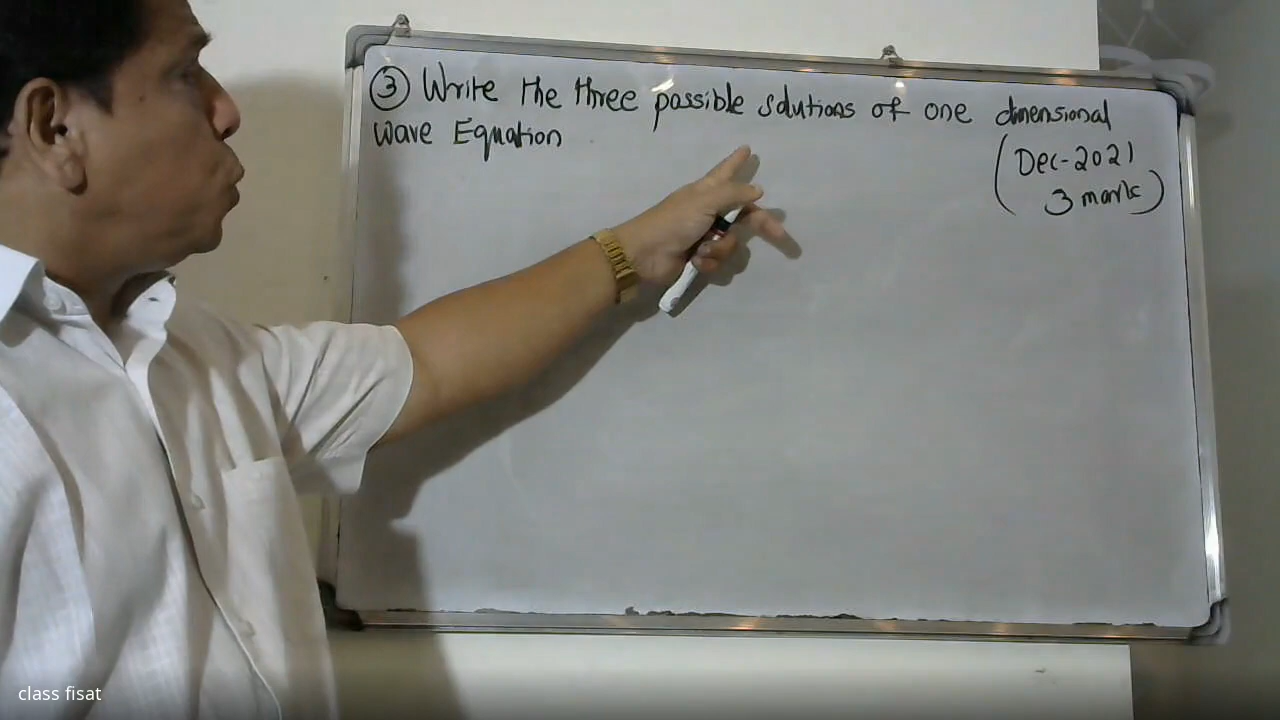 ③ Write the three possible solutions of one dimensional
wave Equation
(Dec-2021
3 marks)
class fisat